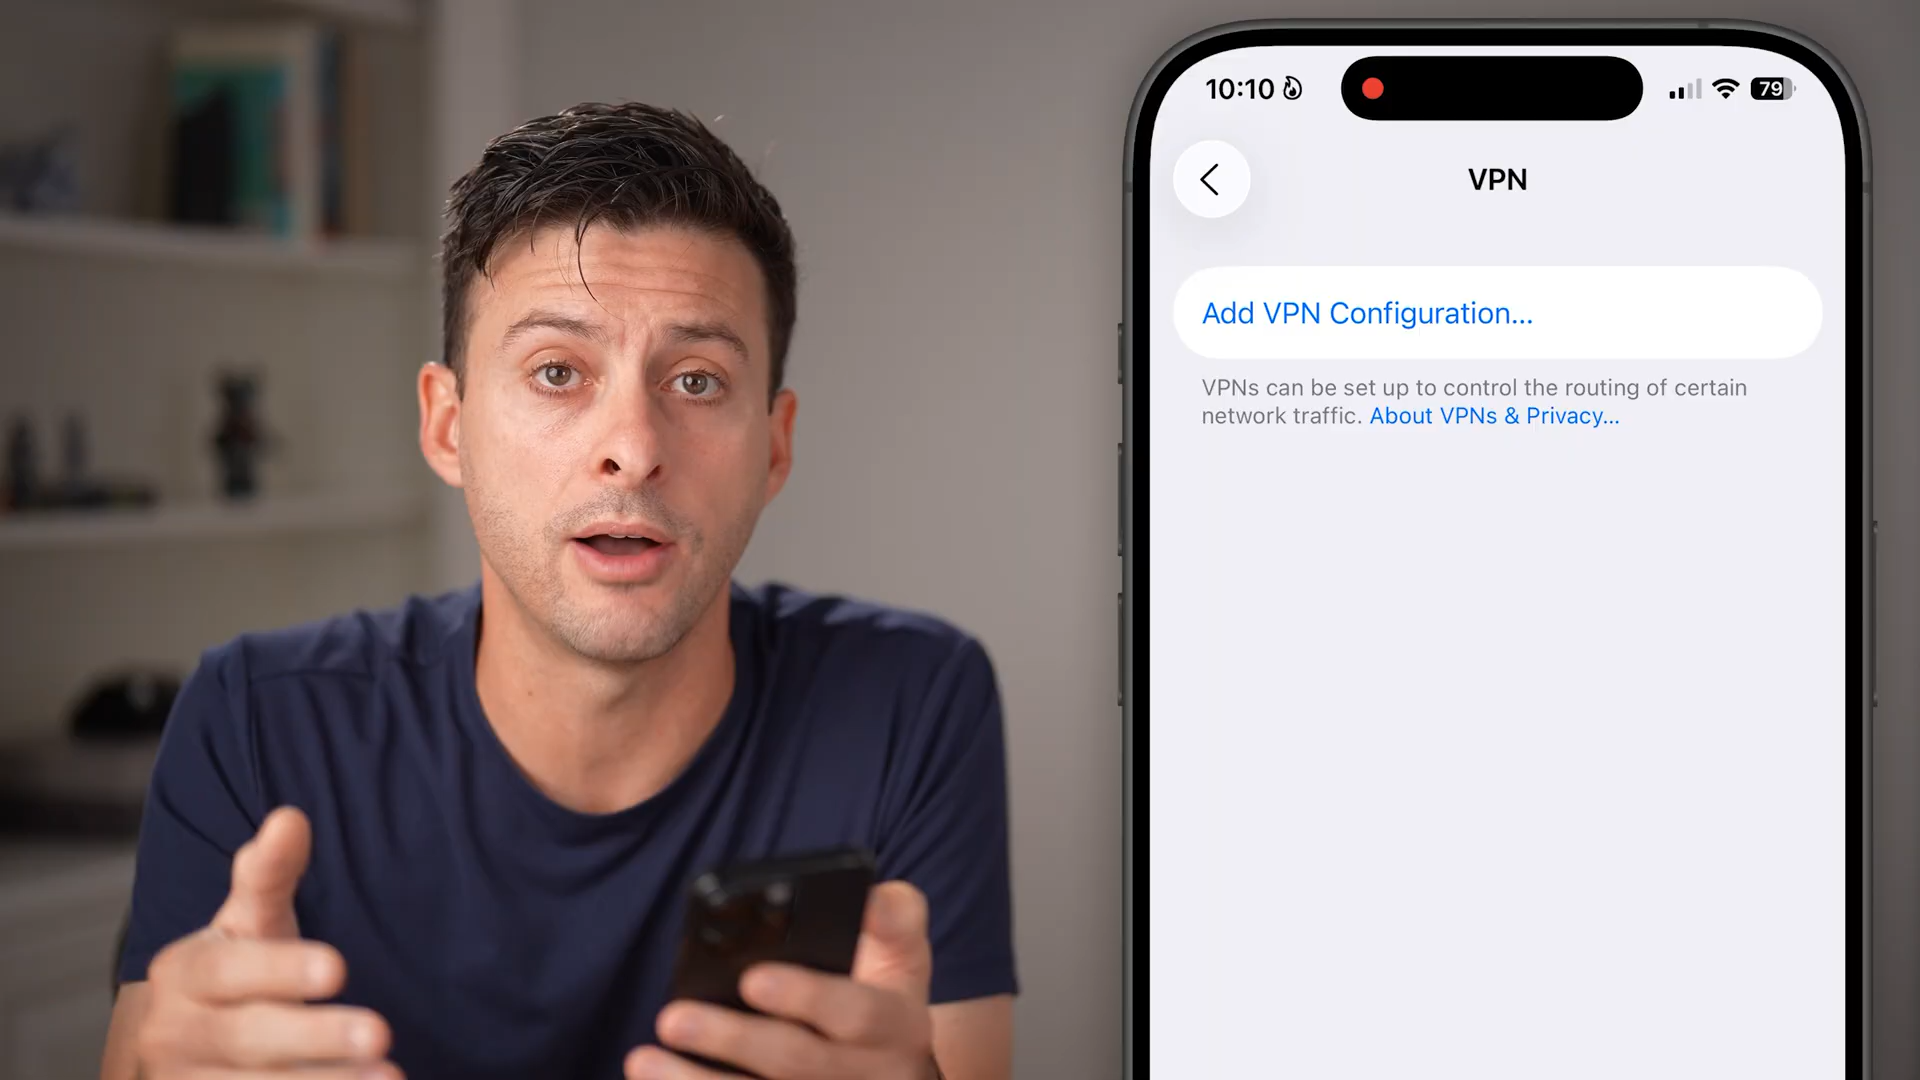 10:10
79
VPN
Add VPN Configuration...
VPNs can be set up to control the routing of certain
network traffic. About VPNs & Privacy...